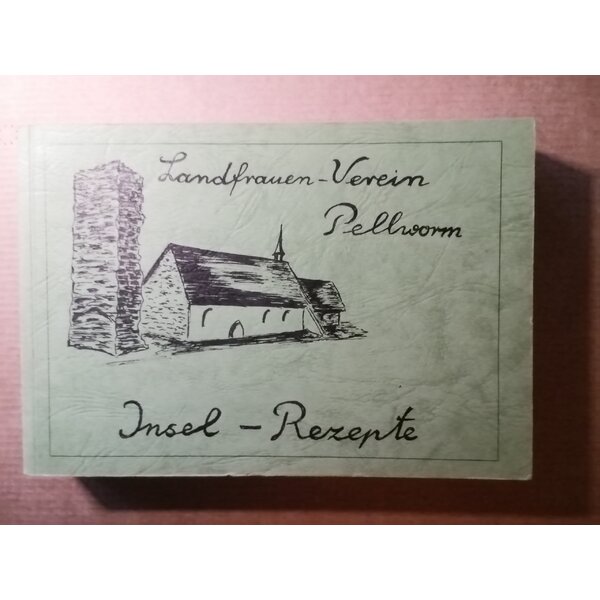 Landfrauen-Verein
Pellworm
Insel - Rezepte